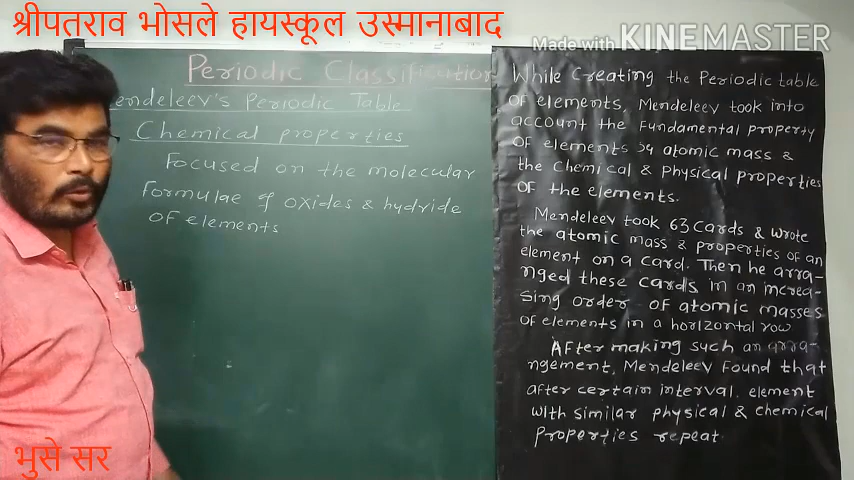 श्रीपतराव भोसले हायस्कूल उस्मानाबाद
Made with KINEMASTER
Periodic Classification
endeleev's Periodic Table
Chemical properties
Focused on the molecular
Formulae of oxides & hydride
OF elements
While Creating the Periodic table
OF elements, Mendeleev took into
account the Fundamental property
OF elements atomic mass &
the Chemical & Physical properties
OF the elements.
Mendeleev took 63 Cards & wrote
the atomic mass & properties of an
element on a card. Then he arra-
nged these cards in an increa-
sing order OF atomic masses
OF elements in a horizontal row
After making such an arra-
ngement, Mendeleev Found that
after certain interval. element
with similar physical & chemical
Properties repeat
भुसे सर